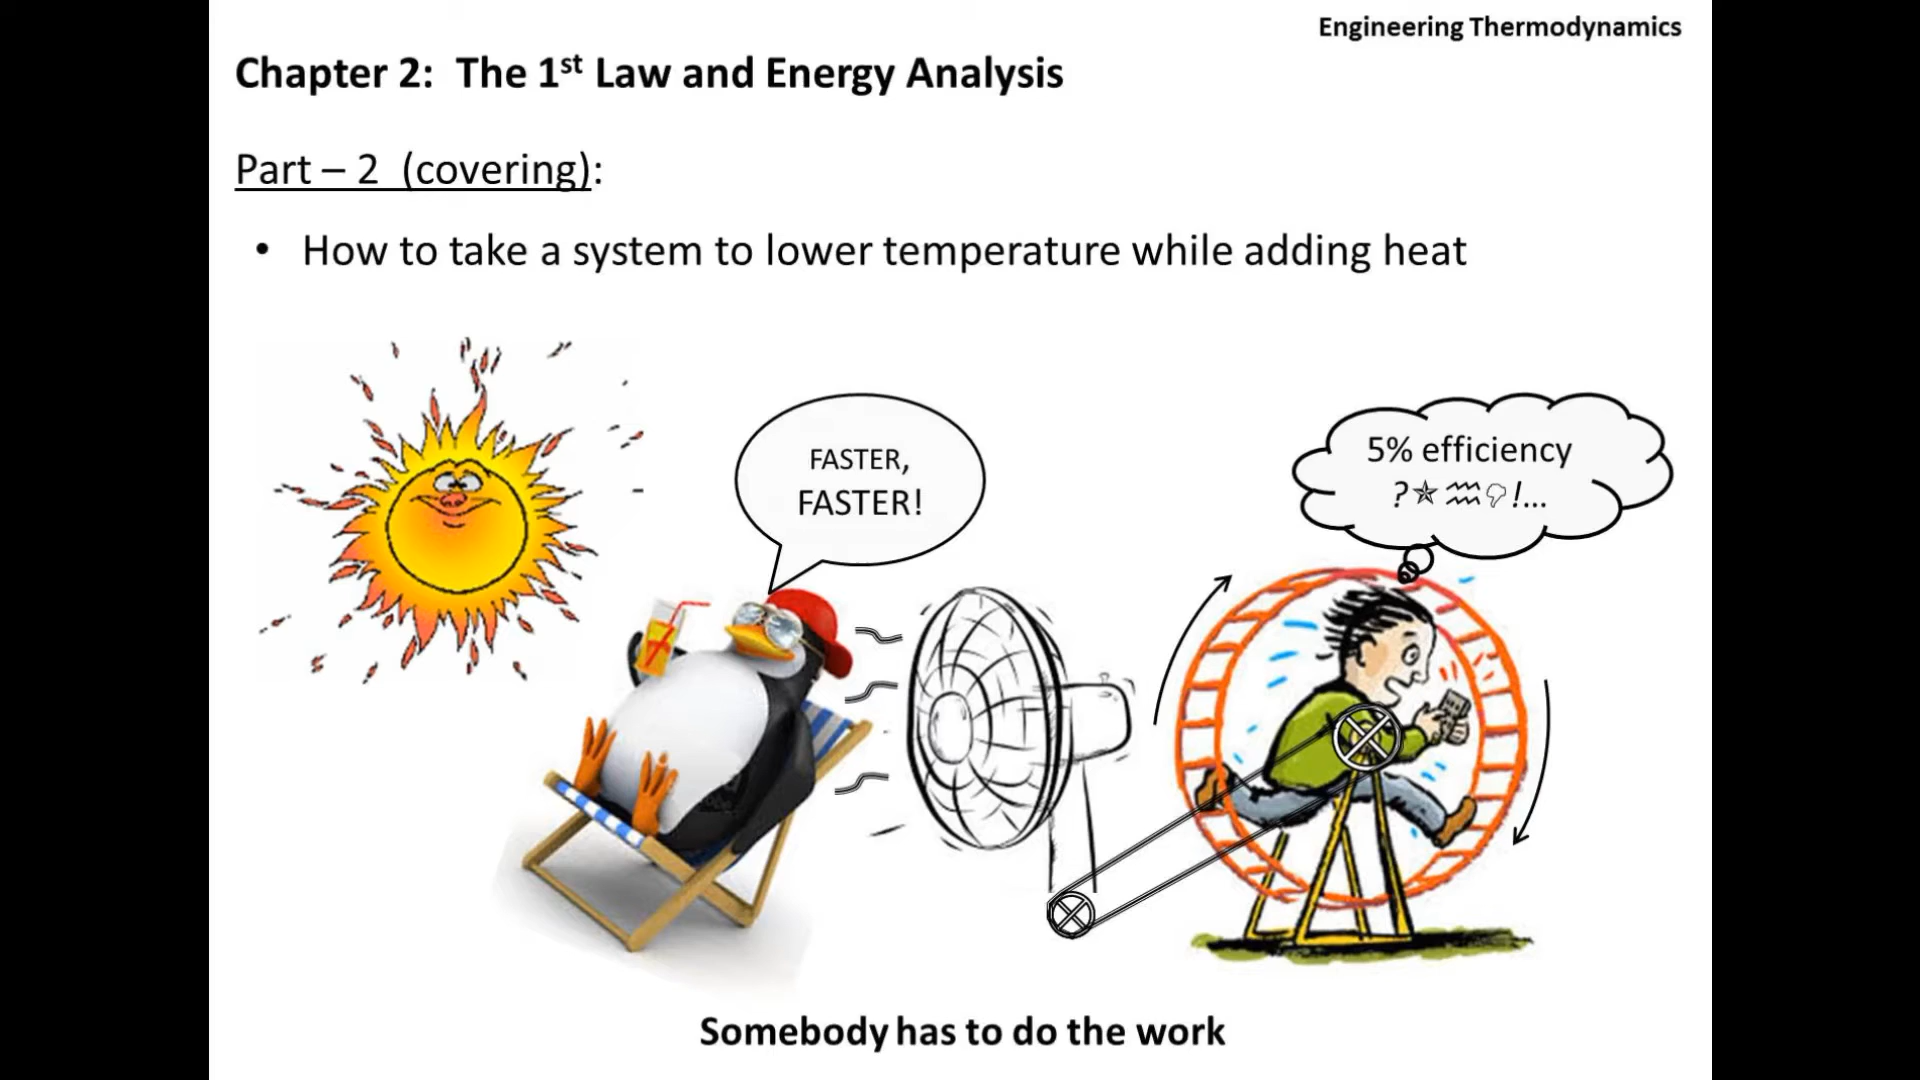 Engineering Thermodynamics
Chapter 2: The 1st Law and Energy Analysis
Part – 2 (covering):
• How to take a system to lower temperature while adding heat
FASTER,
FASTER!
5% efficiency
?✯♒👎!...
Somebody has to do the work